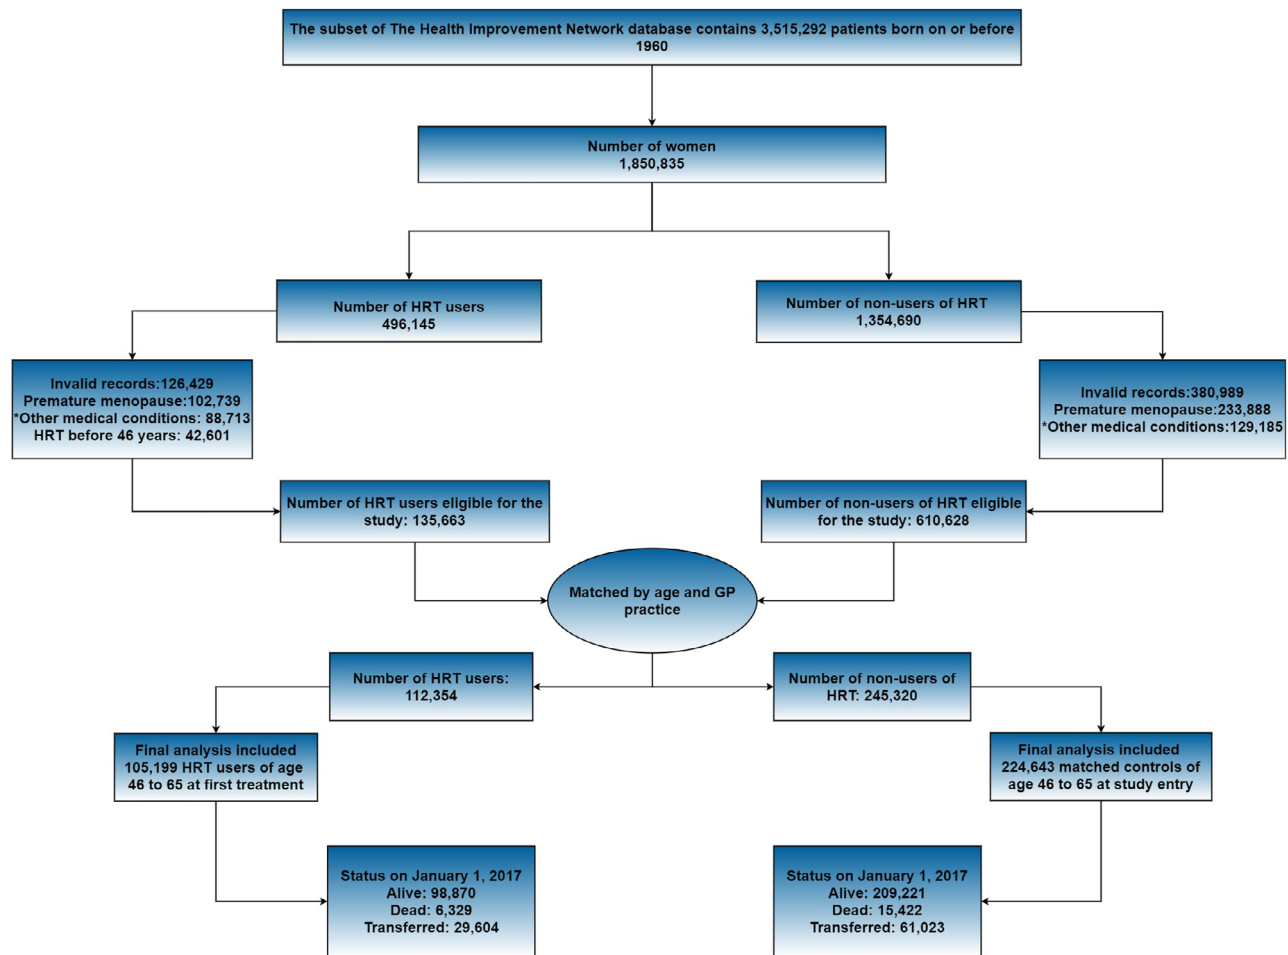 The subset of The Health Improvement Network database contains 3,515,292 patients born on or before
1960
Number of women
1,850,835
Number of HRT users
496,145
Number of non-users of HRT
1,354,690
Invalid records:126,429
Premature menopause:102,739
*Other medical conditions: 88,713
HRT before 46 years: 42,601
Invalid records:380,989
Premature menopause:233,888
*Other medical conditions:129,185
Number of HRT users eligible for the
study: 135,663
Number of non-users of HRT eligible
for the study: 610,628
Matched by age and GP
practice
Number of HRT users:
112,354
Number of non-users of
HRT: 245,320
Final analysis included
105,199 HRT users of age
46 to 65 at first treatment
Final analysis included
224,643 matched controls of
age 46 to 65 at study entry
Status on January 1, 2017
Alive: 98,870
Dead: 6,329
Transferred: 29,604
Status on January 1, 2017
Alive: 209,221
Dead: 15,422
Transferred: 61,023